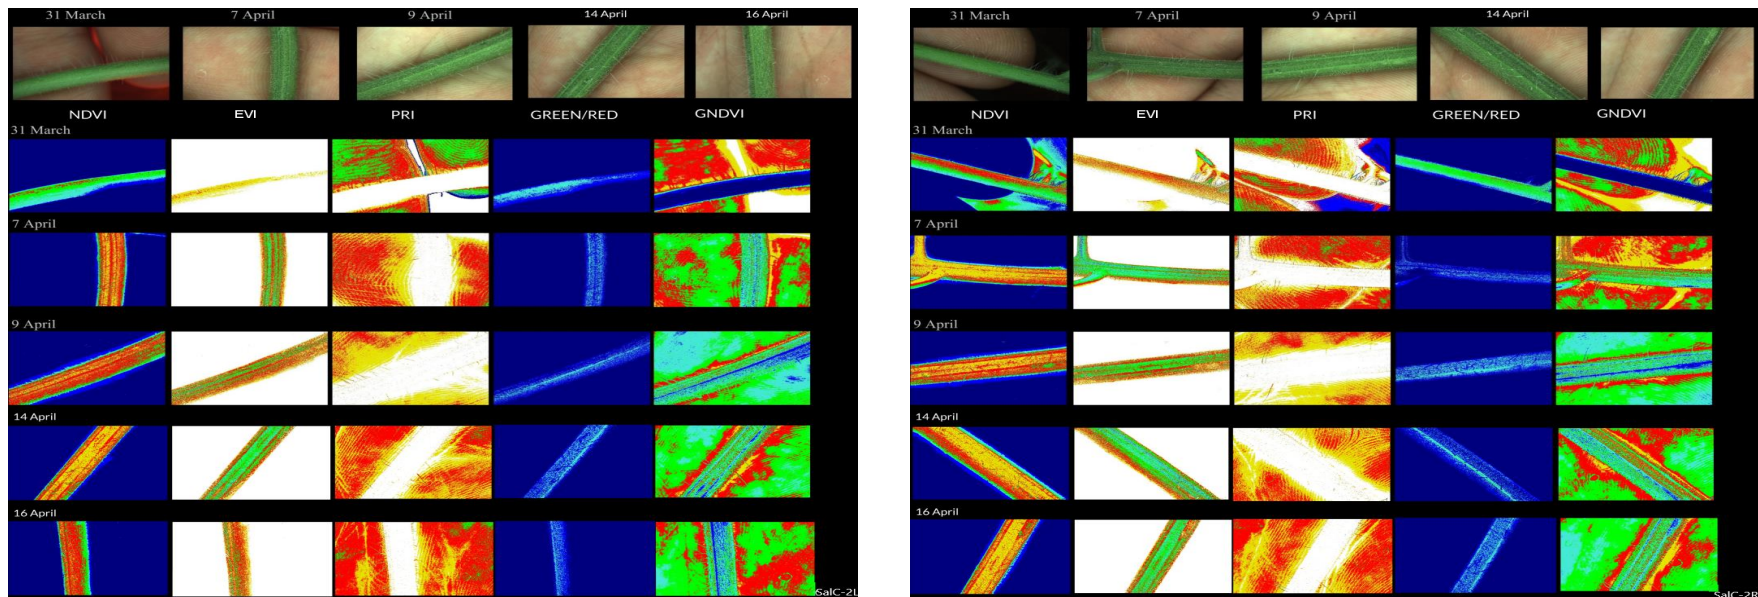 31 March 7 April 9 April 14 April 16 April
NDVI EVI PRI GREEN/RED GNDVI
31 March
7 April
9 April
14 April
16 April
SalC-2L
31 March 7 April 9 April 14 April
NDVI EVI PRI GREEN/RED GNDVI
31 March
7 April
9 April
14 April
16 April
SalC-2R